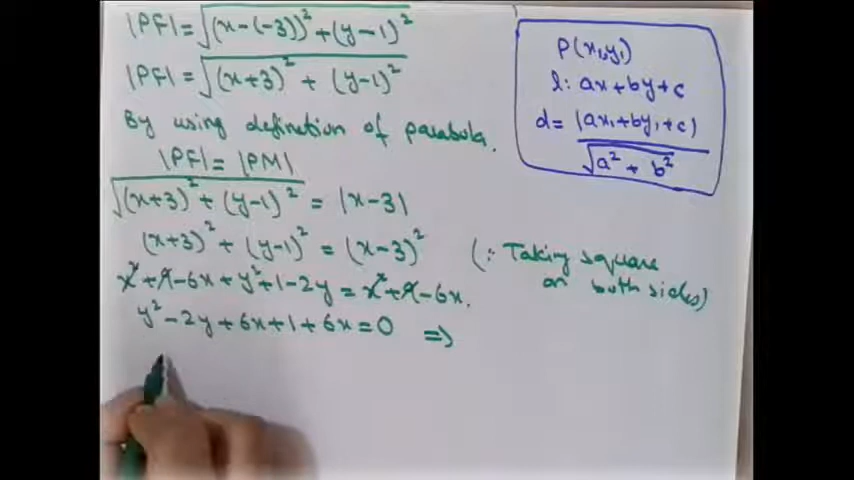 |PF| = √(x-(-3))² + (y-1)²
|PF| = √(x+3)² + (y-1)²
By using definition of parabola.
|PF| = |PM|
√(x+3)² + (y-1)² = |x-3|
(x+3)² + (y-1)² = (x-3)² (∵ Taking square on both sides)
x² + 9 - 6x + y² + 1 - 2y = x² + 9 - 6x.
y² - 2y + 6x + 1 + 6x = 0 ⇒
P(x₁,y₁)
l: ax+by+c
d = |ax₁+by₁+c| / √a² + b²